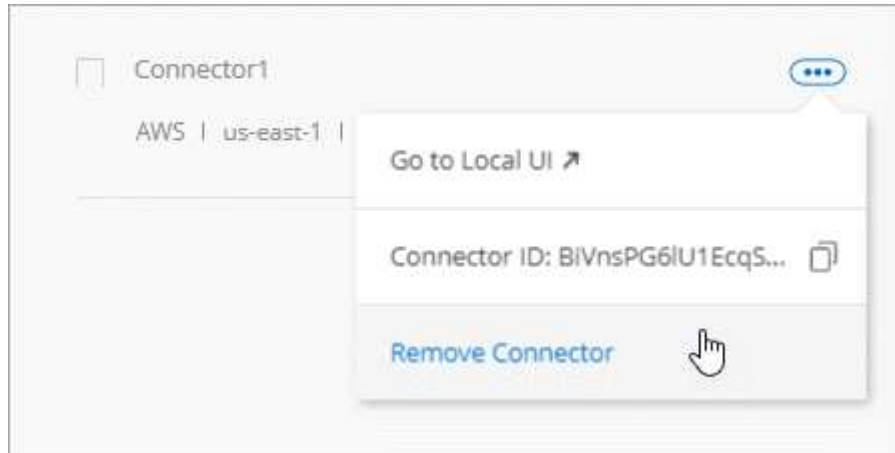 Connector1
AWS | us-east-1 |
Go to Local UI
Connector ID: BiVnsPG6lU1EcqS...
Remove Connector